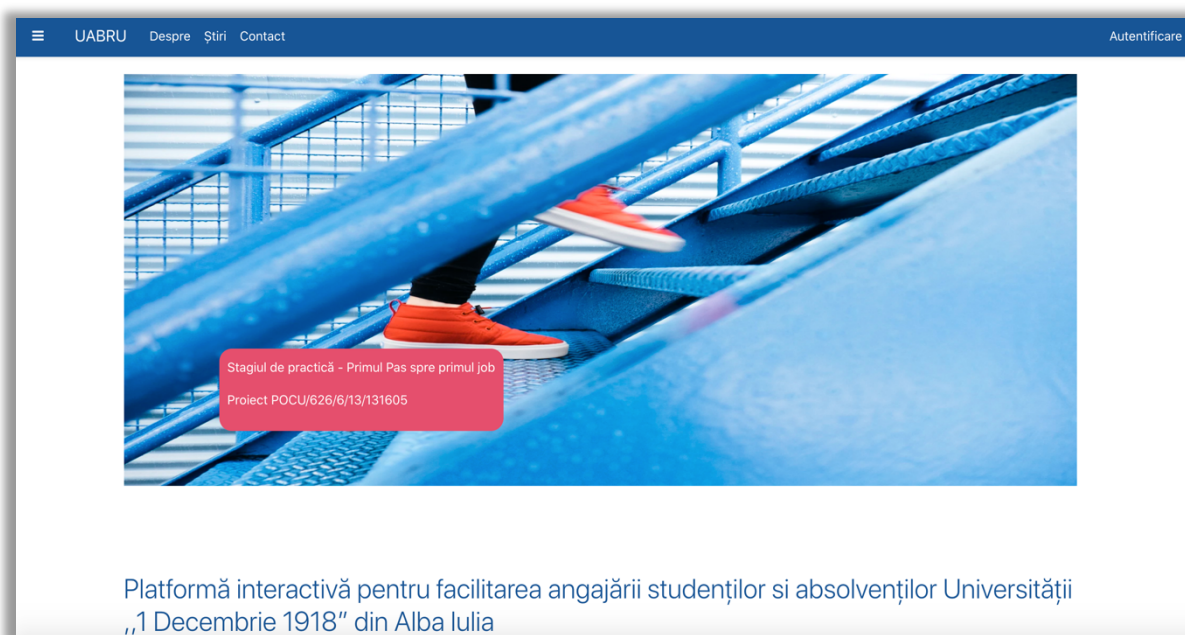 UABRU Despre Știri Contact Autentificare
Stagiul de practică - Primul Pas spre primul job
Proiect POCU/626/6/13/131605
Platformă interactivă pentru facilitarea angajării studenților si absolvenților Universității
,,1 Decembrie 1918” din Alba Iulia